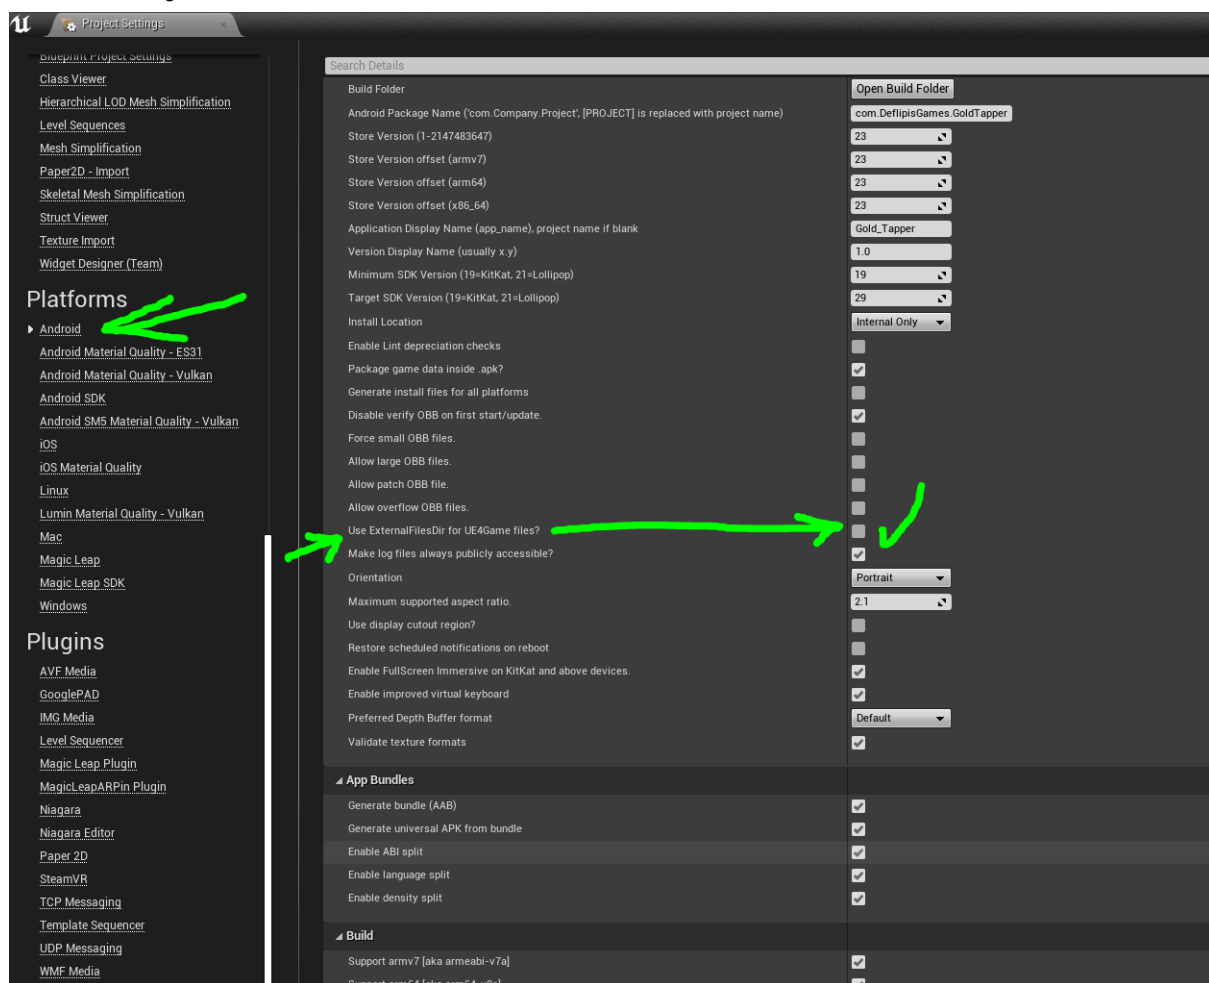 Project Settings
Blueprint Project Settings
Class Viewer
Hierarchical LOD Mesh Simplification
Level Sequences
Mesh Simplification
Paper2D - Import
Skeletal Mesh Simplification
Struct Viewer
Texture Import
Widget Designer (Team)
Platforms
Android
Android Material Quality - ES31
Android Material Quality - Vulkan
Android SDK
Android SM5 Material Quality - Vulkan
iOS
iOS Material Quality
Linux
Lumin Material Quality - Vulkan
Mac
Magic Leap
Magic Leap SDK
Windows
Plugins
AVF Media
GooglePAD
IMG Media
Level Sequencer
Magic Leap Plugin
MagicLeapARPin Plugin
Niagara
Niagara Editor
Paper 2D
SteamVR
TCP Messaging
Template Sequencer
UDP Messaging
WMF Media
Search Details
Build Folder Open Build Folder
Android Package Name ('com.Company.Project', [PROJECT] is replaced with project name) com.DeflipisGames.GoldTapper
Store Version (1-2147483647) 23
Store Version offset (armv7) 23
Store Version offset (arm64) 23
Store Version offset (x86_64) 23
Application Display Name (app_name), project name if blank Gold_Tapper
Version Display Name (usually x.y) 1.0
Minimum SDK Version (19=KitKat, 21=Lollipop) 19
Target SDK Version (19=KitKat, 21=Lollipop) 29
Install Location Internal Only
Enable Lint depreciation checks
Package game data inside .apk?
Generate install files for all platforms
Disable verify OBB on first start/update.
Force small OBB files.
Allow large OBB files.
Allow patch OBB file.
Allow overflow OBB files.
Use ExternalFilesDir for UE4Game files?
Make log files always publicly accessible?
Orientation Portrait
Maximum supported aspect ratio. 2.1
Use display cutout region?
Restore scheduled notifications on reboot
Enable FullScreen Immersive on KitKat and above devices.
Enable improved virtual keyboard
Preferred Depth Buffer format Default
Validate texture formats
App Bundles
Generate bundle (AAB)
Generate universal APK from bundle
Enable ABI split
Enable language split
Enable density split
Build
Support armv7 [aka armeabi-v7a]